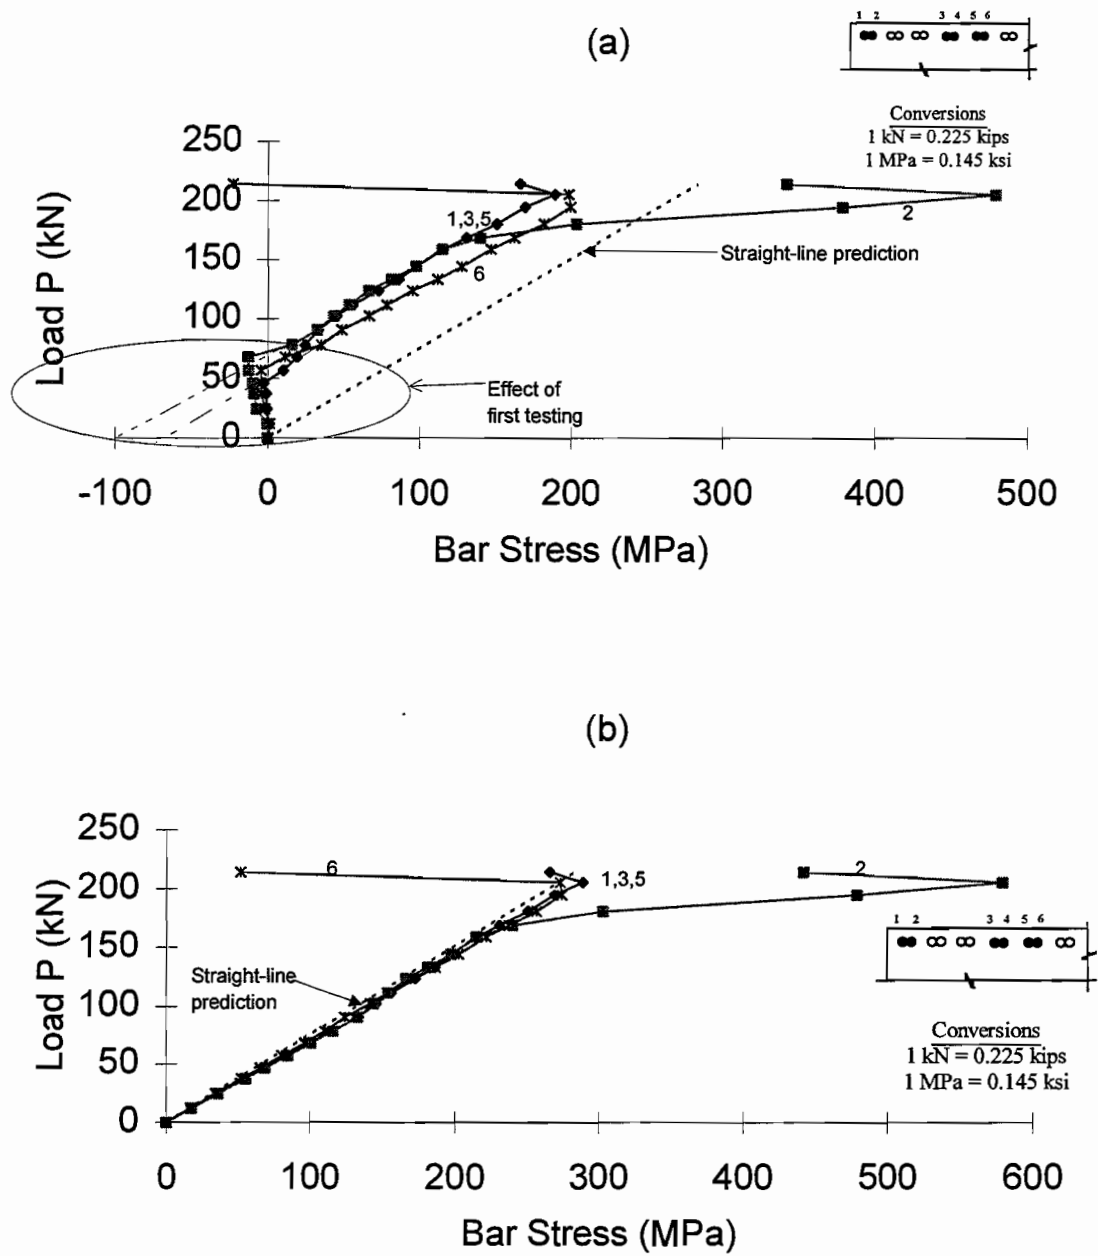 (a)
1 2 3 4 5 6
Conversions
1 kN = 0.225 kips
1 MPa = 0.145 ksi
Load P (kN)
250
200
150
100
50
0
1,3,5
2
6
Straight-line prediction
Effect of
first testing
-100 0 100 200 300 400 500
Bar Stress (MPa)
(b)
Load P (kN)
250
200
150
100
50
0
6
1,3,5
2
Straight-line
prediction
1 2 3 4 5 6
Conversions
1 kN = 0.225 kips
1 MPa = 0.145 ksi
0 100 200 300 400 500 600
Bar Stress (MPa)